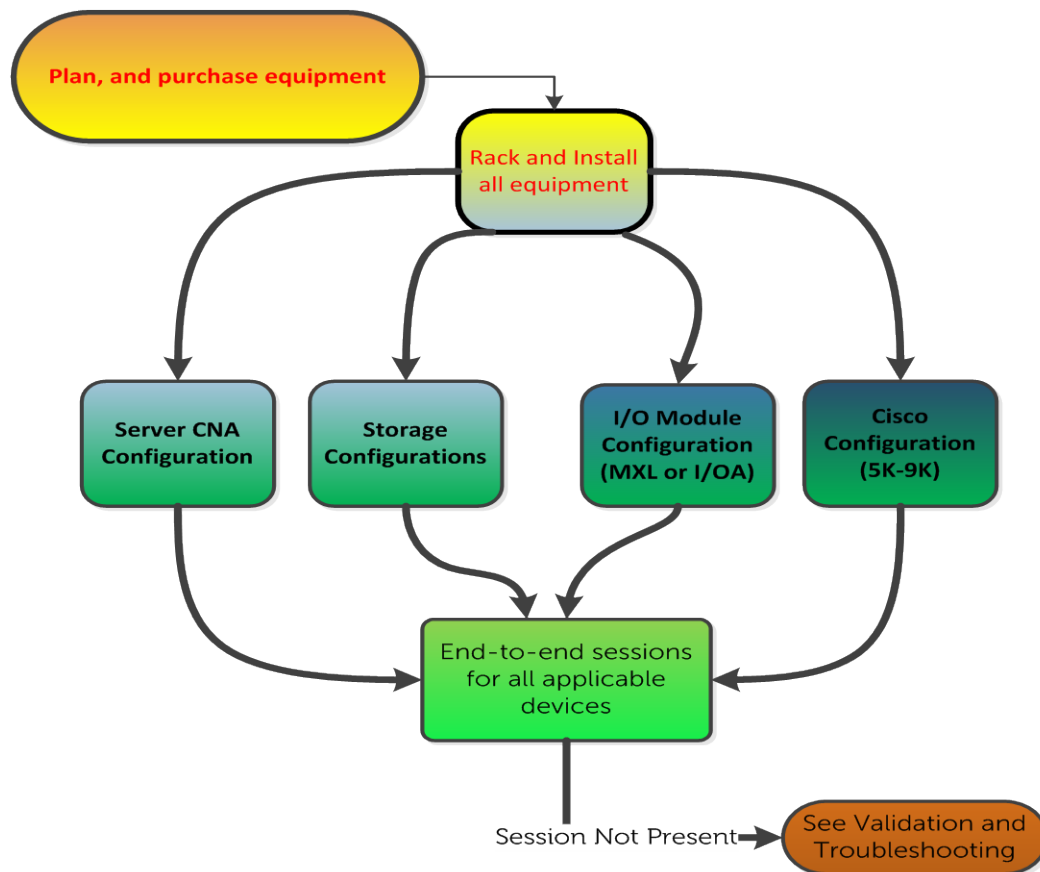 Plan, and purchase equipment
Rack and Install
all equipment
Server CNA
Configuration
Storage
Configurations
I/O Module
Configuration
(MXL or I/OA)
Cisco
Configuration
(5K-9K)
End-to-end sessions
for all applicable
devices
Session Not Present
See Validation and
Troubleshooting